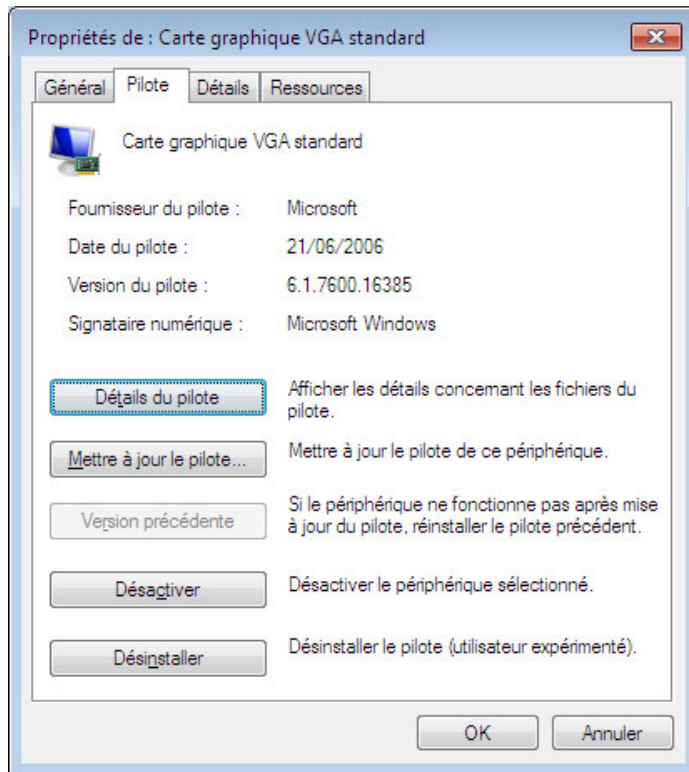 Propriétés de : Carte graphique VGA standard
Général Pilote Détails Ressources
Carte graphique VGA standard
Fournisseur du pilote : Microsoft
Date du pilote : 21/06/2006
Version du pilote : 6.1.7600.16385
Signataire numérique : Microsoft Windows
Détails du pilote
Afficher les détails concernant les fichiers du
pilote.
Mettre à jour le pilote...
Mettre à jour le pilote de ce périphérique.
Version précédente
Si le périphérique ne fonctionne pas après mise
à jour du pilote, réinstaller le pilote précédent.
Désactiver
Désactiver le périphérique sélectionné.
Désinstaller
Désinstaller le pilote (utilisateur expérimenté).
OK Annuler